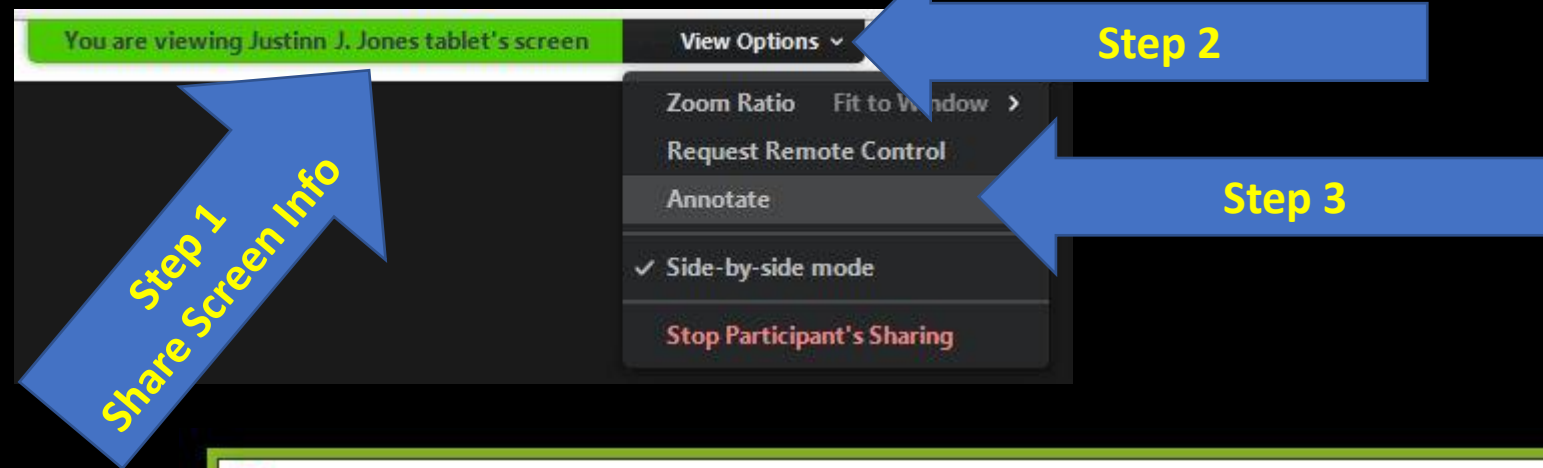 You are viewing Justinn J. Jones tablet's screen
View Options
Step 2
Zoom Ratio Fit to Window
Request Remote Control
Annotate
Step 3
Side-by-side mode
Stop Participant's Sharing
Step 1
Share Screen Info